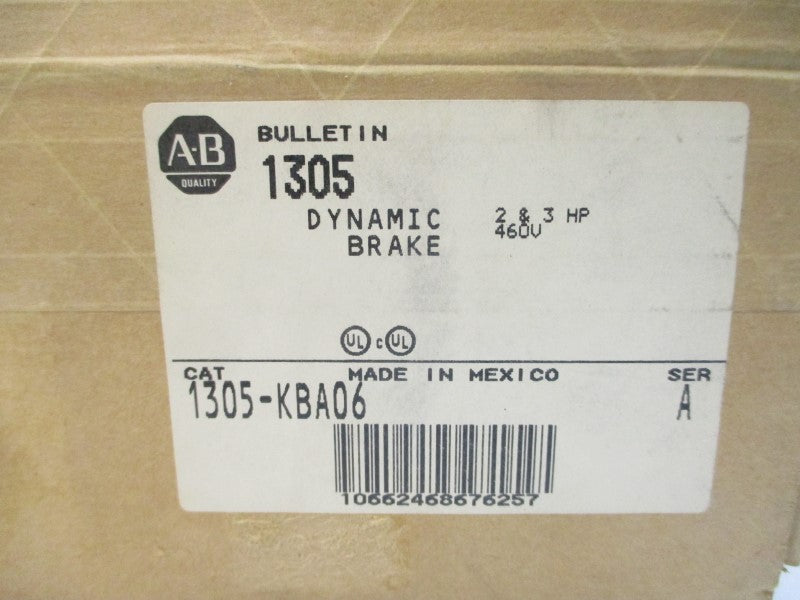 A-B
QUALITY
BULLETIN
1305
DYNAMIC 2 & 3 HP
BRAKE 460V
UL c UL
CAT MADE IN MEXICO SER
1305-KBA06 A
10662468676257